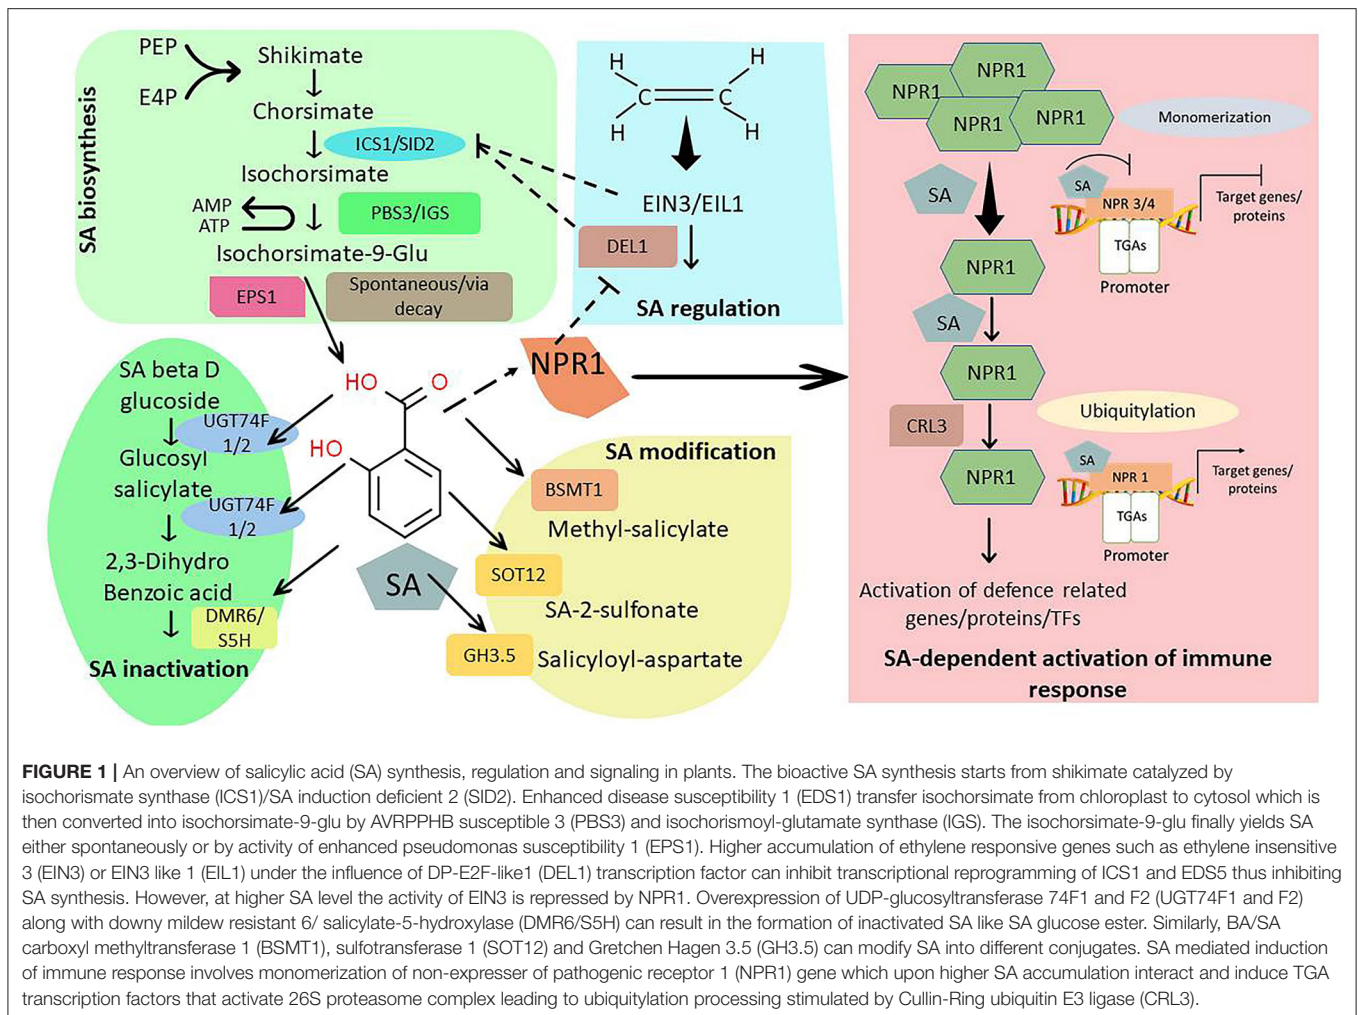 SA biosynthesis
PEP
E4P
Shikimate
Chorsimate
ICS1/SID2
Isochorsimate
AMP
ATP
PBS3/IGS
Isochorsimate-9-Glu
EPS1
Spontaneous/via
decay
H
H
C
C
H
H
EIN3/EIL1
DEL1
SA regulation
NPR1
HO
O
HO
SA
SA beta D
glucoside
UGT74F
1/2
Glucosyl
salicylate
UGT74F
1/2
2,3-Dihydro
Benzoic acid
DMR6/
S5H
SA inactivation
SA modification
BSMT1
Methyl-salicylate
SOT12
SA-2-sulfonate
GH3.5
Salicyloyl-aspartate
NPR1
NPR1
NPR1
NPR1
Monomerization
SA
SA
NPR 3/4
Target genes/
proteins
TGAs
Promoter
NPR1
SA
NPR1
CRL3
Ubiquitylation
NPR1
SA
NPR 1
Target genes/
proteins
TGAs
Promoter
Activation of defence related
genes/proteins/TFs
SA-dependent activation of immune
response
FIGURE 1 | An overview of salicylic acid (SA) synthesis, regulation and signaling in plants. The bioactive SA synthesis starts from shikimate catalyzed by
isochorismate synthase (ICS1)/SA induction deficient 2 (SID2). Enhanced disease susceptibility 1 (EDS1) transfer isochorsimate from chloroplast to cytosol which is
then converted into isochorsimate-9-glu by AVRPPHB susceptible 3 (PBS3) and isochorismoyl-glutamate synthase (IGS). The isochorsimate-9-glu finally yields SA
either spontaneously or by activity of enhanced pseudomonas susceptibility 1 (EPS1). Higher accumulation of ethylene responsive genes such as ethylene insensitive
3 (EIN3) or EIN3 like 1 (EIL1) under the influence of DP-E2F-like1 (DEL1) transcription factor can inhibit transcriptional reprogramming of ICS1 and EDS5 thus inhibiting
SA synthesis. However, at higher SA level the activity of EIN3 is repressed by NPR1. Overexpression of UDP-glucosyltransferase 74F1 and F2 (UGT74F1 and F2)
along with downy mildew resistant 6/ salicylate-5-hydroxylase (DMR6/S5H) can result in the formation of inactivated SA like SA glucose ester. Similarly, BA/SA
carboxyl methyltransferase 1 (BSMT1), sulfotransferase 1 (SOT12) and Gretchen Hagen 3.5 (GH3.5) can modify SA into different conjugates. SA mediated induction
of immune response involves monomerization of non-expresser of pathogenic receptor 1 (NPR1) gene which upon higher SA accumulation interact and induce TGA
transcription factors that activate 26S proteasome complex leading to ubiquitylation processing stimulated by Cullin-Ring ubiquitin E3 ligase (CRL3).